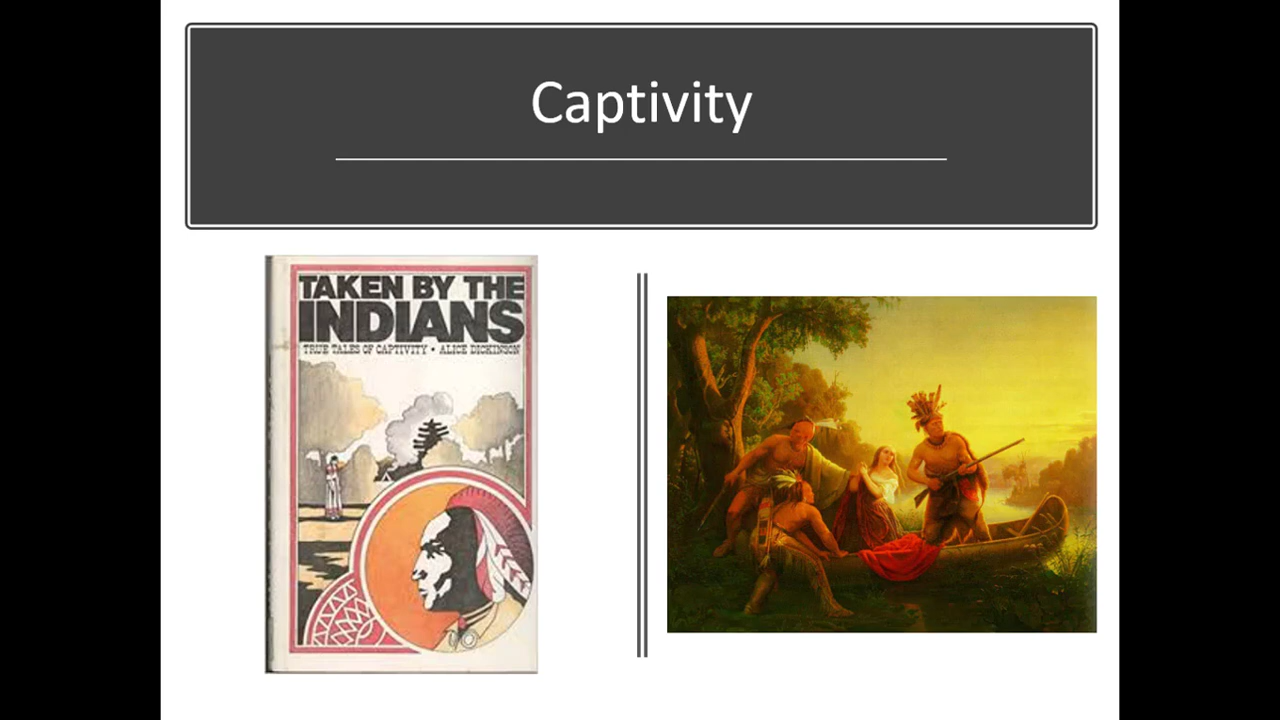 Captivity
TAKEN BY THE
INDIANS
TRUE TALES OF CAPTIVITY • ALICE DICKINSON